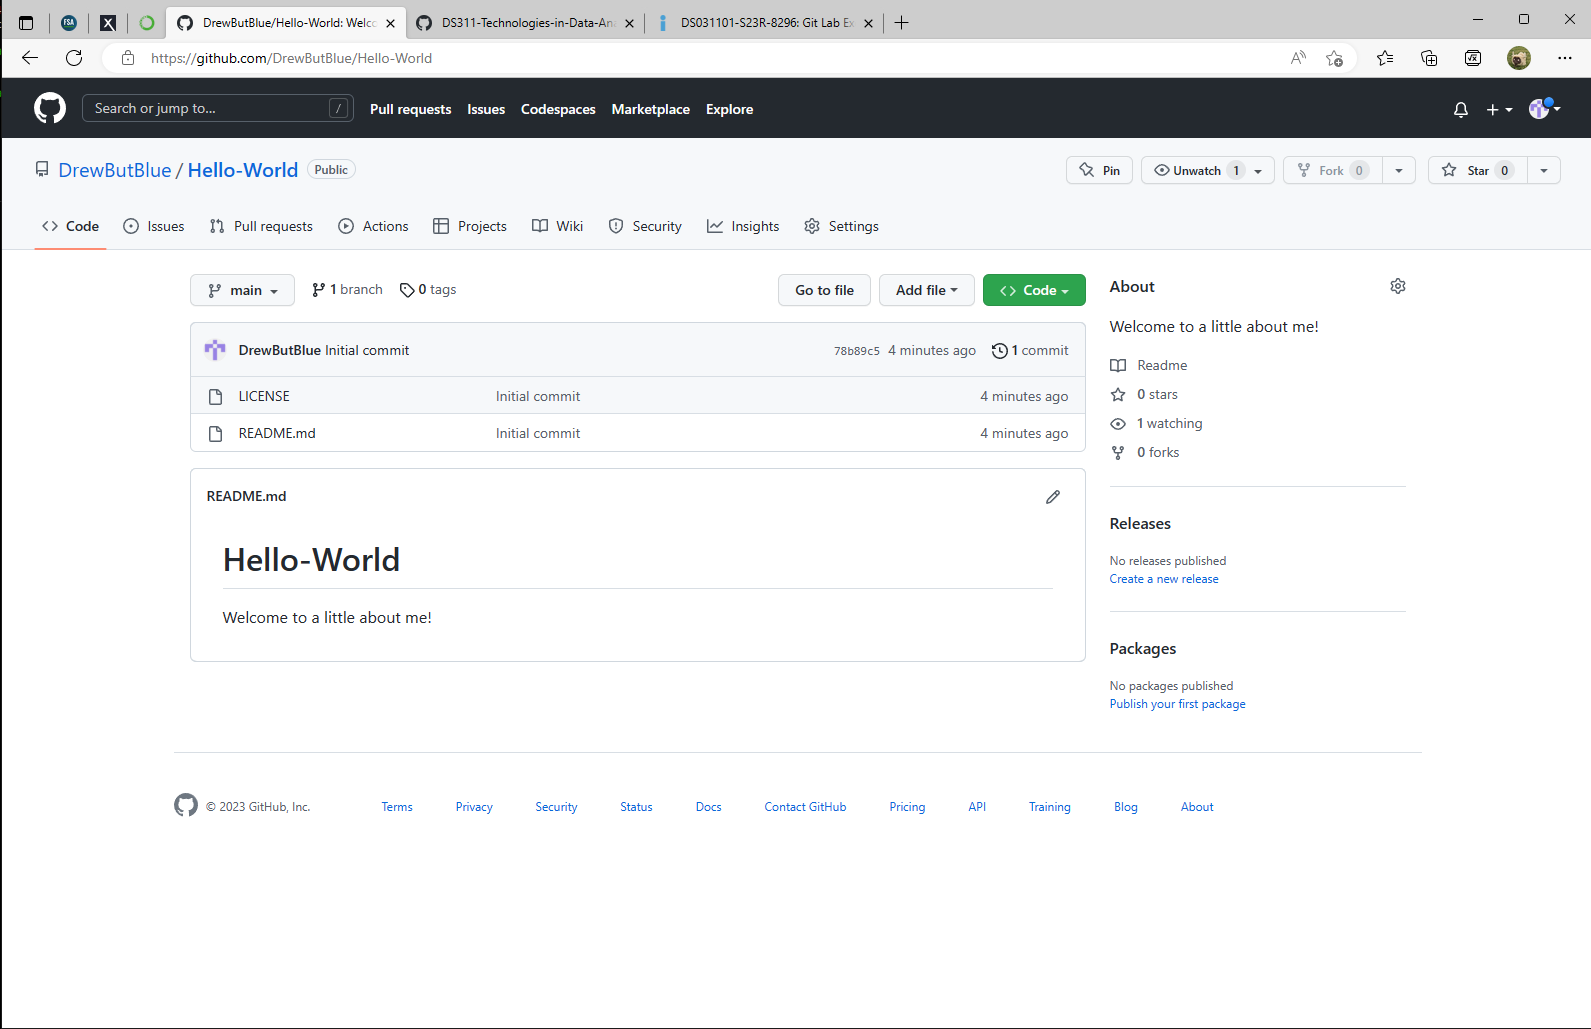 FSA
X
DrewButBlue/Hello-World: Welco
DS311-Technologies-in-Data-Ana
DS031101-S23R-8296: Git Lab Ex
https://github.com/DrewButBlue/Hello-World
Search or jump to... /
Pull requests
Issues
Codespaces
Marketplace
Explore
DrewButBlue / Hello-World
Public
Pin
Unwatch 1
Fork 0
Star 0
Code
Issues
Pull requests
Actions
Projects
Wiki
Security
Insights
Settings
main
1 branch
0 tags
Go to file
Add file
Code
DrewButBlue Initial commit
78b89c5 4 minutes ago
1 commit
LICENSE Initial commit 4 minutes ago
README.md Initial commit 4 minutes ago
README.md
Hello-World
Welcome to a little about me!
About
Welcome to a little about me!
Readme
0 stars
1 watching
0 forks
Releases
No releases published
Create a new release
Packages
No packages published
Publish your first package
© 2023 GitHub, Inc.
Terms
Privacy
Security
Status
Docs
Contact GitHub
Pricing
API
Training
Blog
About